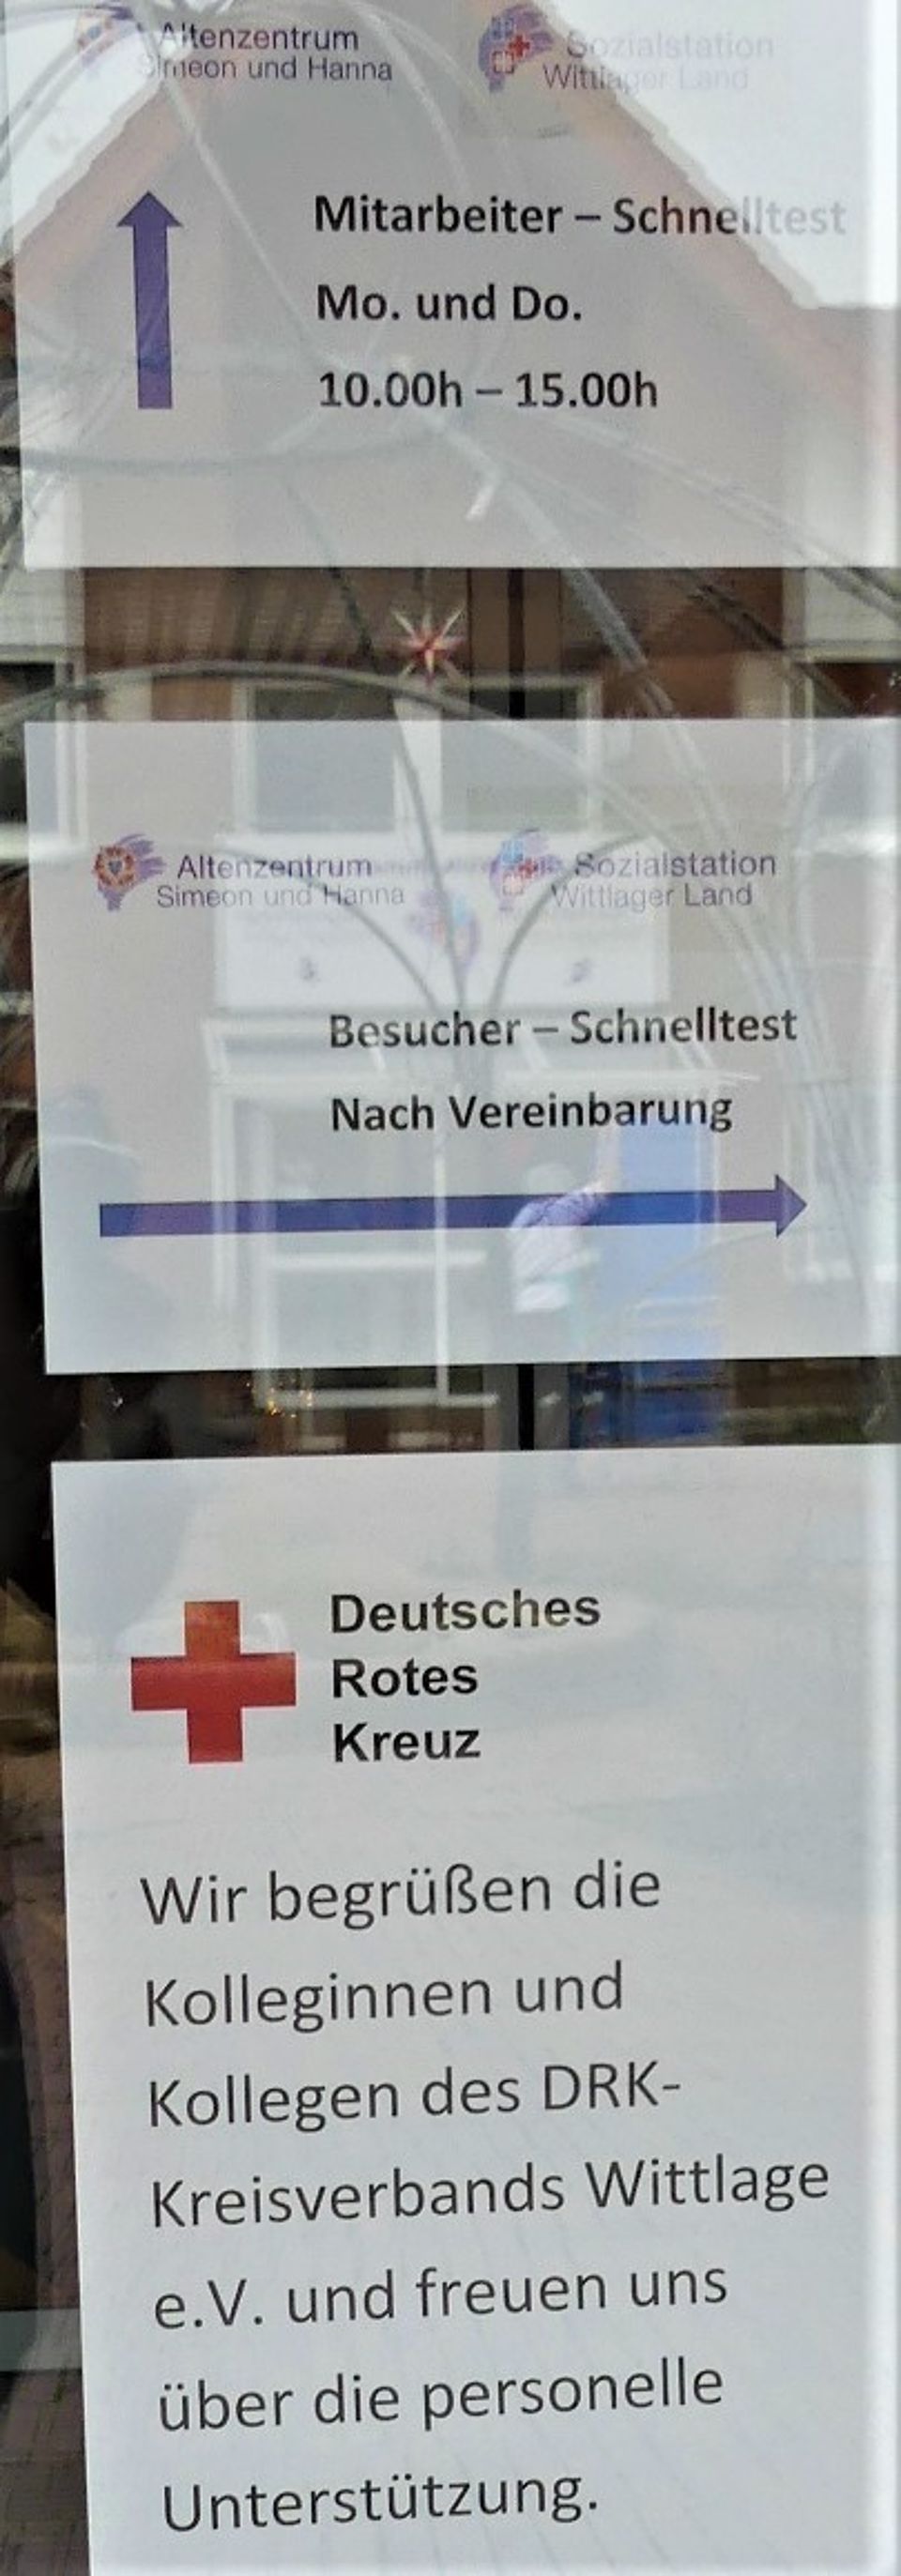 Altenzentrum
Simeon und Hanna
Sozialstation
Wittlager Land
Mitarbeiter – Schnelltest
Mo. und Do.
10.00h – 15.00h
Altenzentrum
Simeon und Hanna
Sozialstation
Wittlager Land
Besucher – Schnelltest
Nach Vereinbarung
Deutsches
Rotes
Kreuz
Wir begrüßen die
Kolleginnen und
Kollegen des DRK-
Kreisverbands Wittlage
e.V. und freuen uns
über die personelle
Unterstützung.